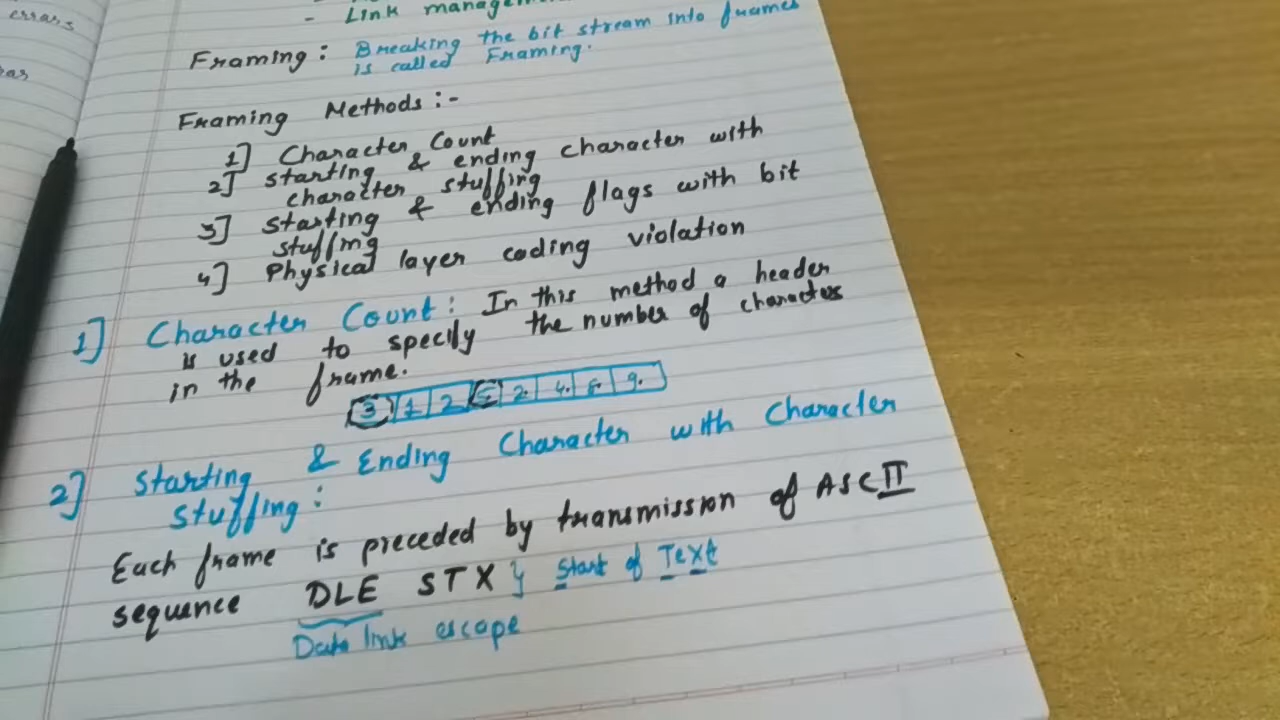 errors
- Link
Framing : Breaking the bit stream into frames
is called Framing.
Framing Methods :-
1] Character Count
2] starting & ending character with
character stuffing
3] starting & ending flags with bit
stuffing
4] Physical layer coding violation
1] Character Count : In this method a header
is used to specify the number of characters
in the frame.
3 1 2 5 2. 4. 9.
2] Starting & Ending Character with Character
Stuffing :
Each frame is preceded by transmission of ASCII
sequence DLE STX } Start of Text
Data link escape